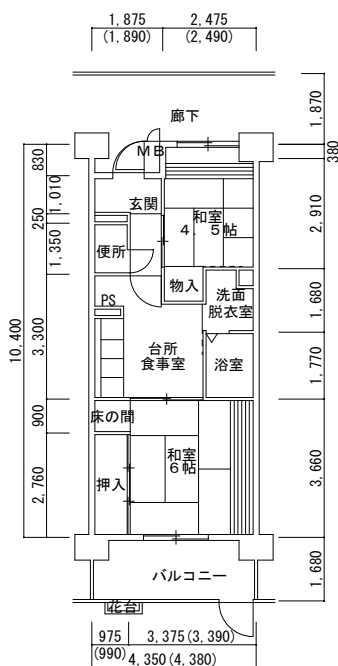 1,875 2,475
(1,890) (2,490)
廊下
1,870
380
MB
830
1,010
250
1,350
3,300
900
2,760
10,400
玄関
和室
4．5帖
2,910
便所
物入
洗面
脱衣室
1,680
PS
台所
食事室
浴室
1,770
床の間
和室
6帖
押入
3,660
バルコニー
1,680
花台
975 3,375(3,390)
(990)
4,350(4,380)